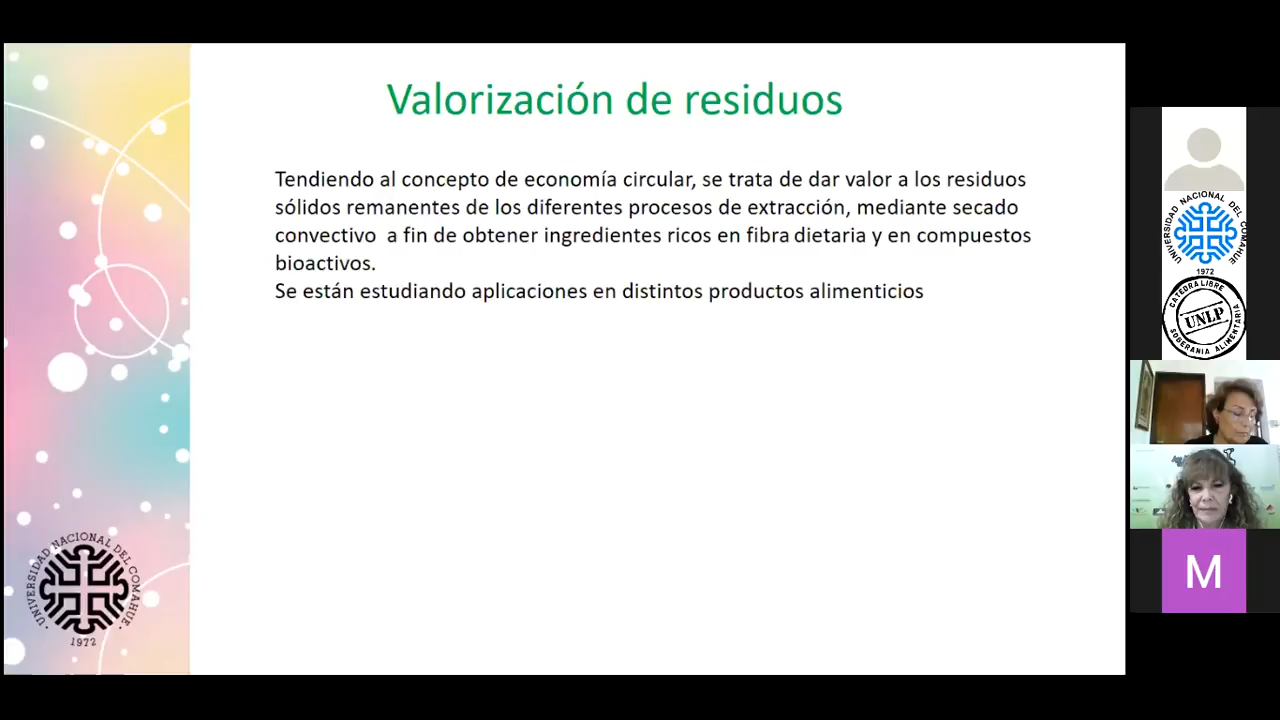 Valorización de residuos
Tendiendo al concepto de economía circular, se trata de dar valor a los residuos
sólidos remanentes de los diferentes procesos de extracción, mediante secado
convectivo a fin de obtener ingredientes ricos en fibra dietaria y en compuestos
bioactivos.
Se están estudiando aplicaciones en distintos productos alimenticios
UNIVERSIDAD NACIONAL DEL COMAHUE
1972
UNIVERSIDAD NACIONAL DEL COMAHUE
1972
CATEDRA LIBRE
UNLP
SOBERANIA ALIMENTARIA
M